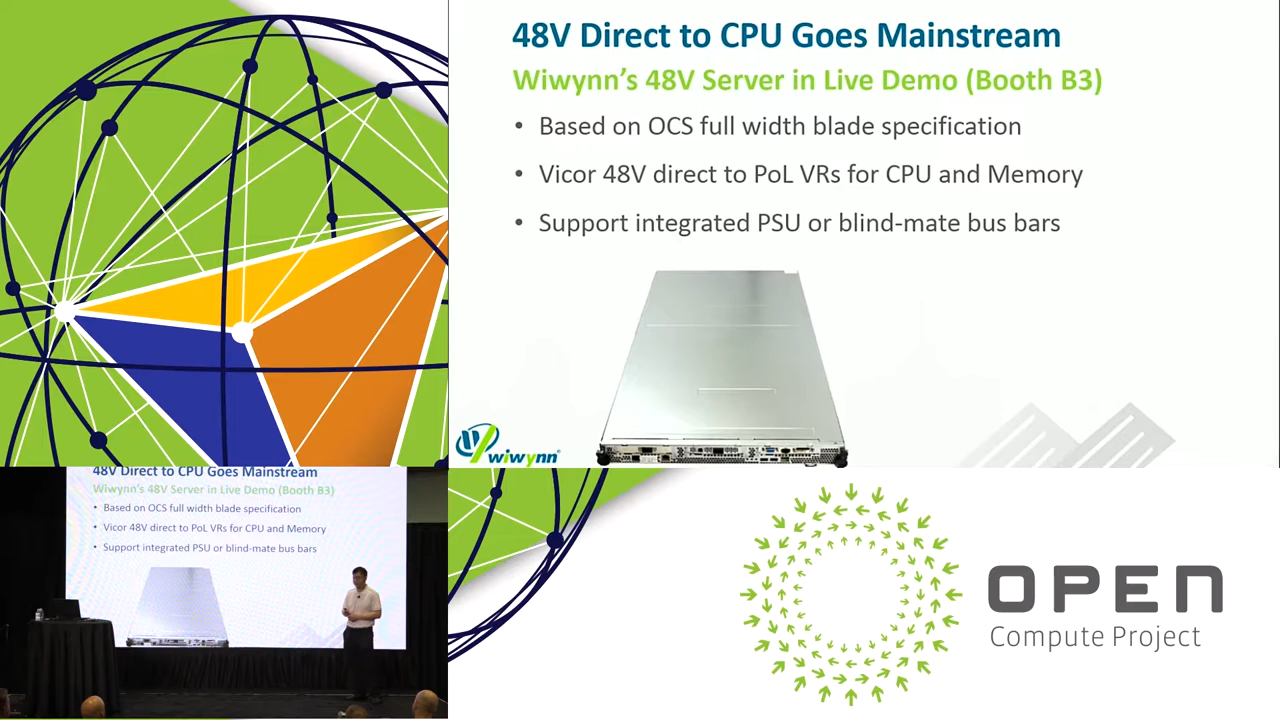 48V Direct to CPU Goes Mainstream
Wiwynn's 48V Server in Live Demo (Booth B3)
• Based on OCS full width blade specification
• Vicor 48V direct to PoL VRs for CPU and Memory
• Support integrated PSU or blind-mate bus bars
wiwynn
48V Direct to CPU Goes Mainstream
Wiwynn's 48V Server in Live Demo (Booth B3)
• Based on OCS full width blade specification
• Vicor 48V direct to PoL VRs for CPU and Memory
• Support integrated PSU or blind-mate bus bars
OPEN
Compute Project